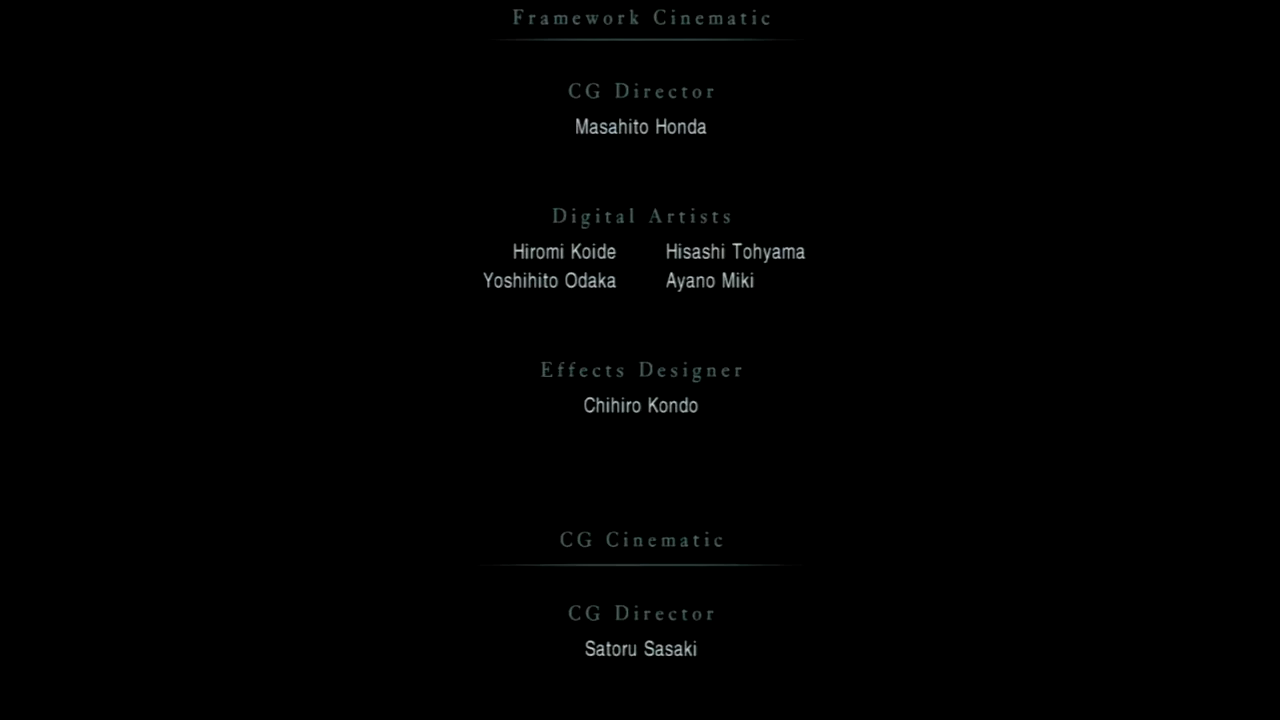 Framework Cinematic
CG Director
Masahito Honda
Digital Artists
Hiromi Koide Hisashi Tohyama
Yoshihito Odaka Ayano Miki
Effects Designer
Chihiro Kondo
CG Cinematic
CG Director
Satoru Sasaki